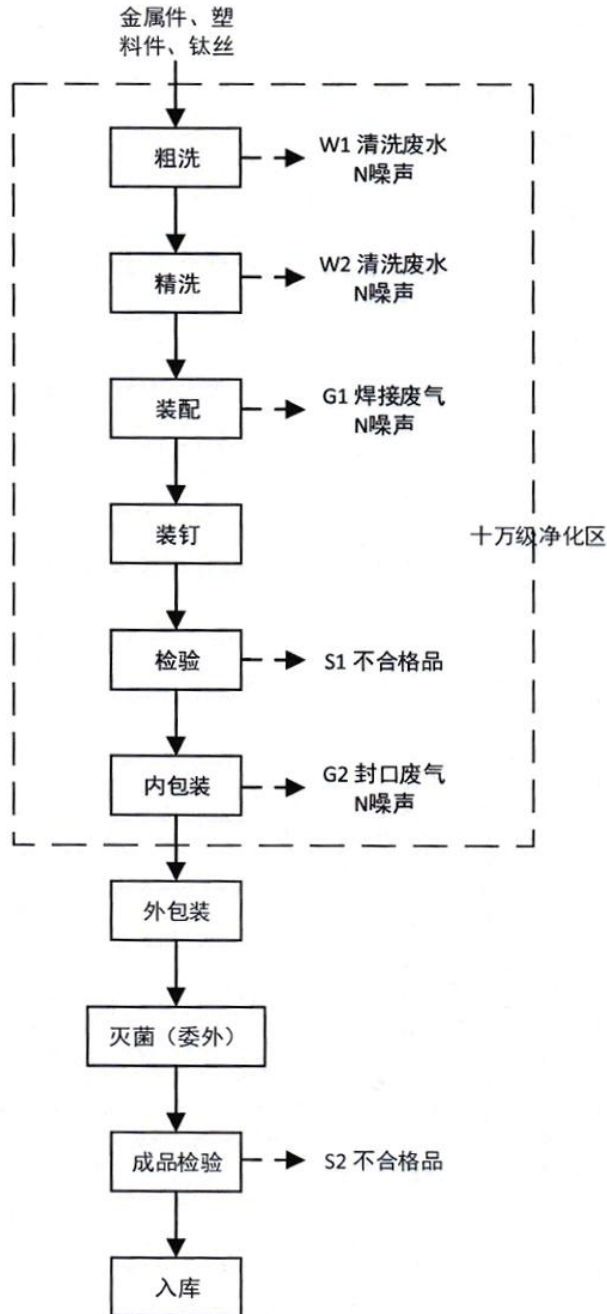 金属件、塑
料件、钛丝
粗洗
W1 清洗废水
N噪声
精洗
W2 清洗废水
N噪声
装配
G1 焊接废气
N噪声
装钉
十万级净化区
检验
S1 不合格品
内包装
G2 封口废气
N噪声
外包装
灭菌（委外）
成品检验
S2 不合格品
入库